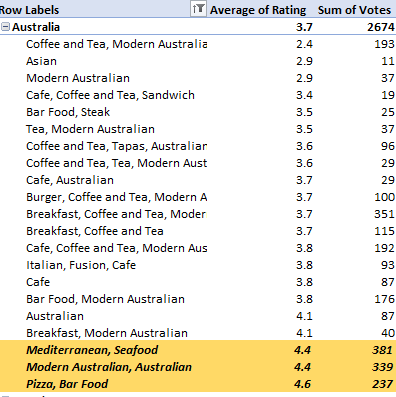 Row Labels Average of Rating Sum of Votes
Australia 3.7 2674
Coffee and Tea, Modern Australia 2.4 193
Asian 2.9 11
Modern Australian 2.9 37
Cafe, Coffee and Tea, Sandwich 3.4 19
Bar Food, Steak 3.5 25
Tea, Modern Australian 3.5 37
Coffee and Tea, Tapas, Australian 3.6 96
Coffee and Tea, Tea, Modern Aust 3.6 29
Cafe, Australian 3.7 29
Burger, Coffee and Tea, Modern A 3.7 100
Breakfast, Coffee and Tea, Moder 3.7 351
Breakfast, Coffee and Tea 3.7 115
Cafe, Coffee and Tea, Modern Aus 3.8 192
Italian, Fusion, Cafe 3.8 93
Cafe 3.8 87
Bar Food, Modern Australian 3.8 176
Australian 4.1 87
Breakfast, Modern Australian 4.1 40
Mediterranean, Seafood 4.4 381
Modern Australian, Australian 4.4 339
Pizza, Bar Food 4.6 237